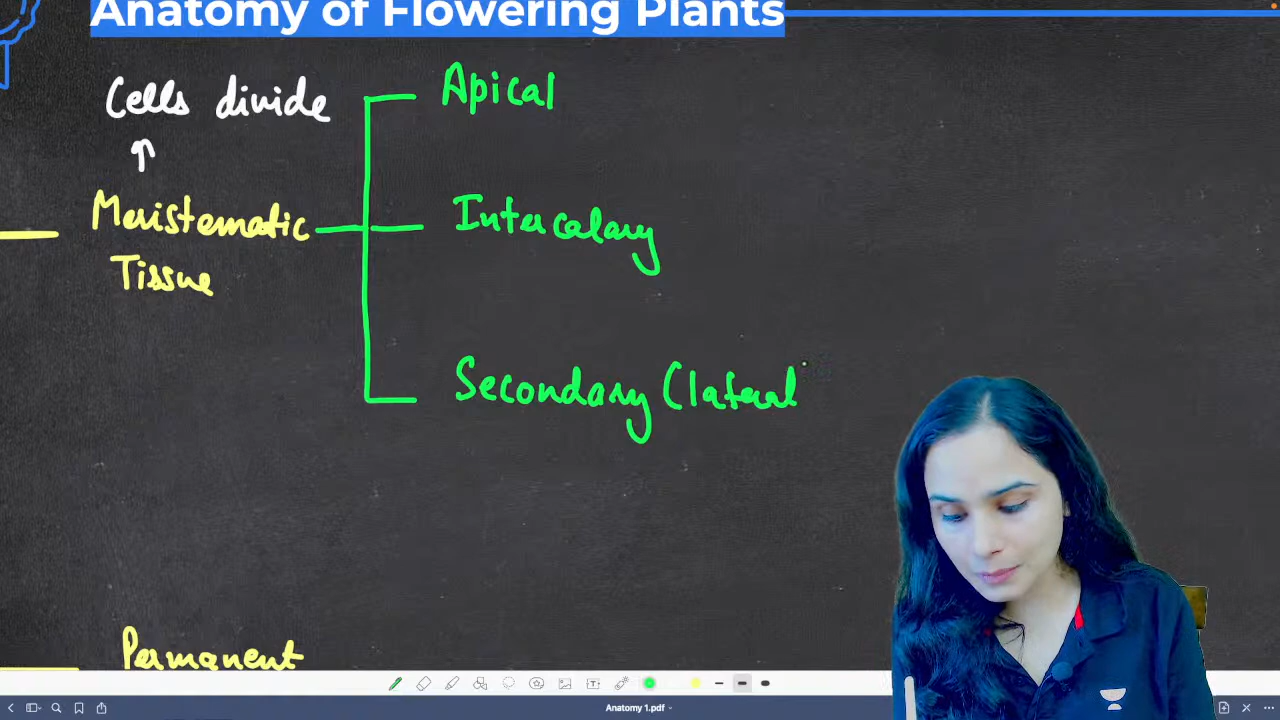 Anatomy of Flowering Plants
Cells divide
↑
Meristematic
Tissue
Apical
Intercalary
Secondary (lateral
Permanent
Anatomy 1.pdf